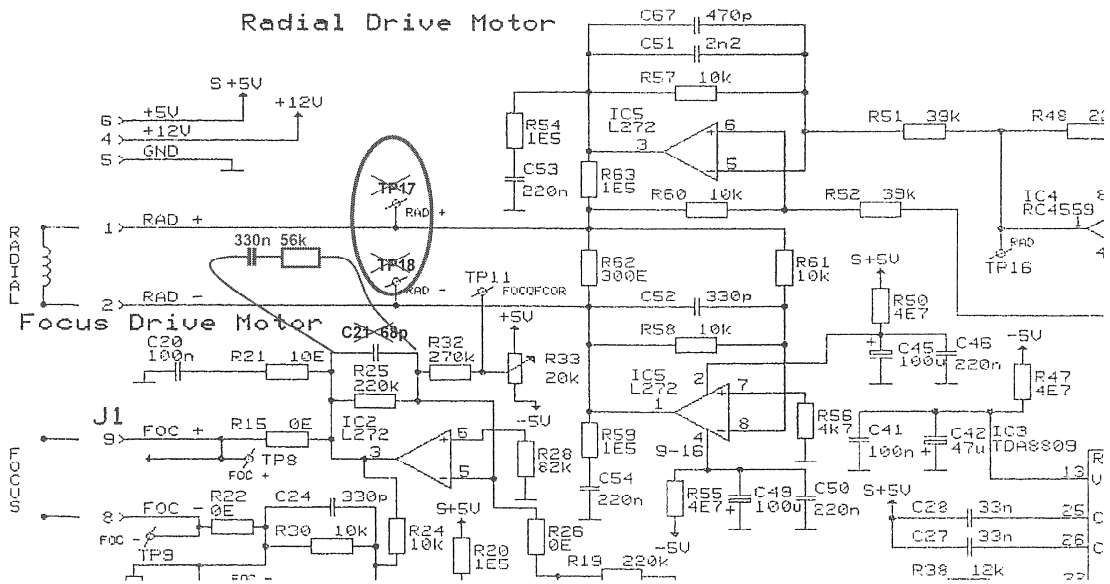 Radial Drive Motor
C67 470p
C51 2n2
R57 10k
S+5V
+12V
6 +5V
4 +12V
5 GND
R54
1E5
C53
220n
IC5
L272
3
6
5
R63
1E5
R51 39k
R48
R60 10k
R52 39k
IC4
RC4559
1
8
4
TP17
RAD +
1 RAD +
330n 56k
RADIAL
TP18
RAD -
2 RAD -
TP11
FOCOFCOR
R62
300E
R61
10k
RAD
TP16
S+5V
R50
4E7
C52 330p
R58 10k
Focus Drive Motor
C21 68p
+5V
C20
100n
R21 10E
R32
270k
R33
20k
-5V
R25
220k
C45
100u
C46
220n
-5V
R47
4E7
IC5
L272
2
7
1
8
4
9-16
J1
9 FOC +
R15 0E
TP8
FOC +
IC2
L272
3
6
5
R28
82k
R59
1E5
C54
220n
R56
4k7
C41
100n
C42
47u
IC3
TDA8809
13
R
V
FOCUS
8 FOC -
FOC -
TP9
R22
0E
C24 330p
R30 10k
R24
10k
S+5V
R20
1E5
R26
0E
R19 220k
R55
4E7
-5V
C49
100u
C50
220n
S+5V
C28 33n
25 C
C27 33n
26 C
R38 12k
FOC -